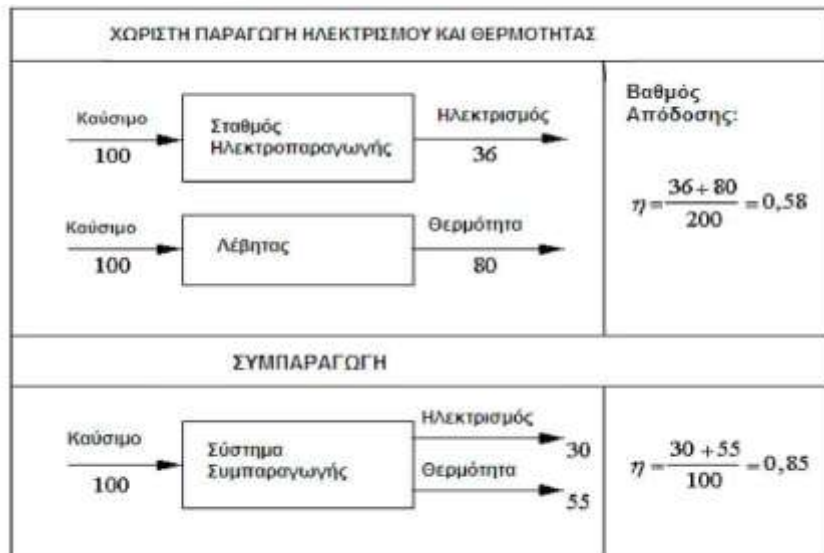 ΧΩΡΙΣΤΗ ΠΑΡΑΓΩΓΗ ΗΛΕΚΤΡΙΣΜΟΥ ΚΑΙ ΘΕΡΜΟΤΗΤΑΣ
Καύσιμο
100
Σταθμός
Ηλεκτροπαραγωγής
Ηλεκτρισμός
36
Καύσιμο
100
Λέβητας
Θερμότητα
80
Βαθμός
Απόδοσης:
η = (36 + 80) / 200 = 0,58
ΣΥΜΠΑΡΑΓΩΓΗ
Καύσιμο
100
Σύστημα
Συμπαραγωγής
Ηλεκτρισμός
30
Θερμότητα
55
η = (30 + 55) / 100 = 0,85